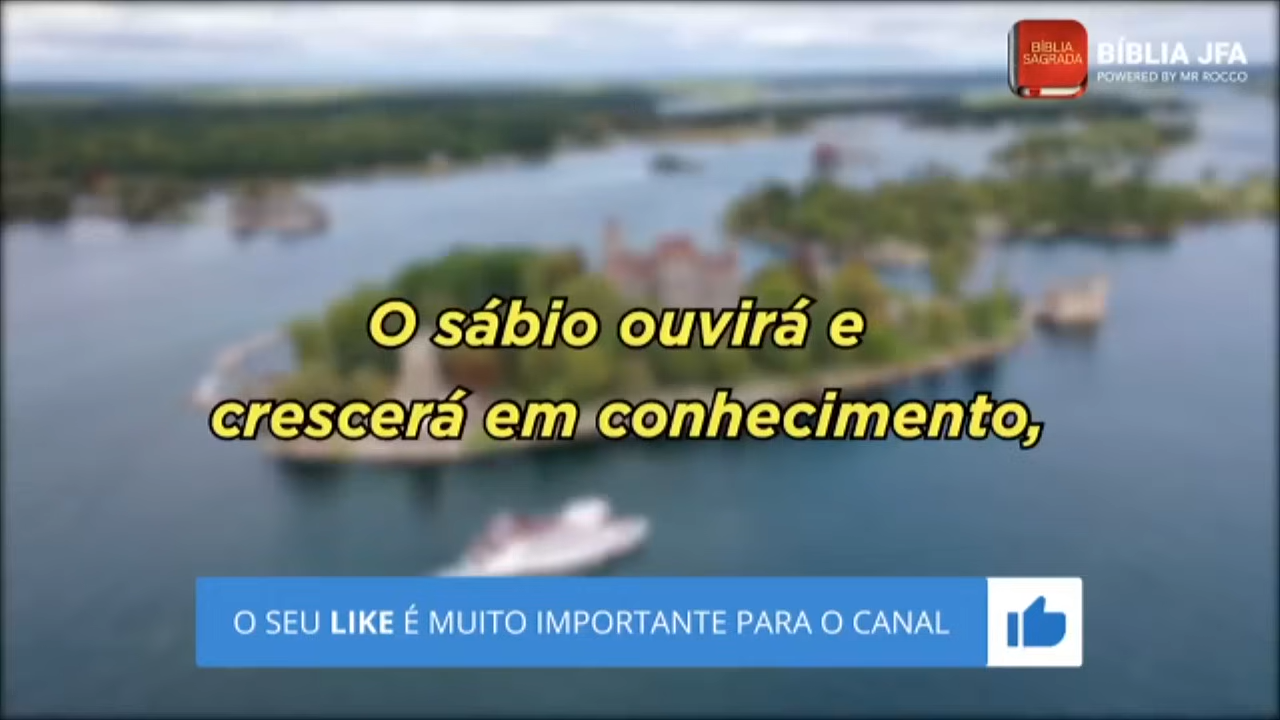 BÍBLIA
SAGRADA
BÍBLIA JFA
POWERED BY MR ROCCO
O sábio ouvirá e
crescerá em conhecimento,
O SEU LIKE É MUITO IMPORTANTE PARA O CANAL